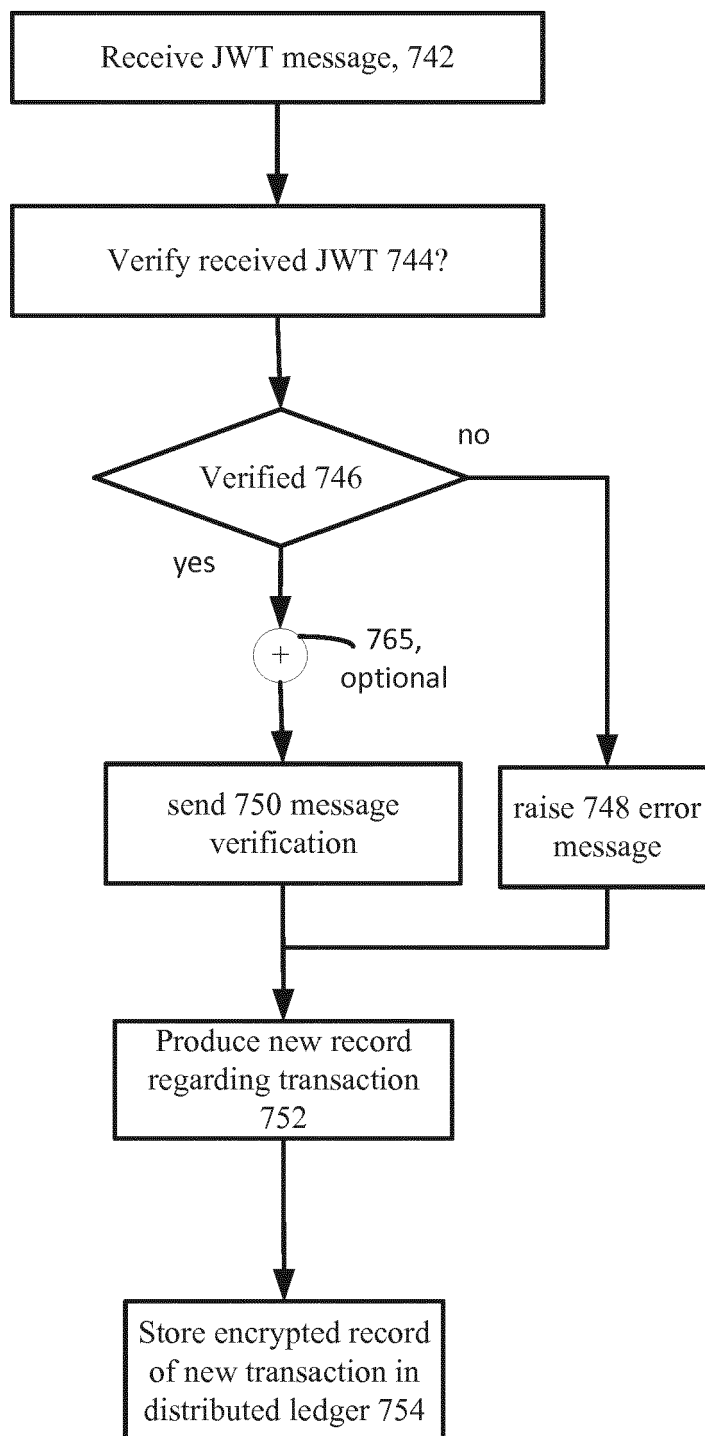 Receive JWT message, 742
Verify received JWT 744?
no
Verified 746
yes
+
765,
optional
send 750 message
verification
raise 748 error
message
Produce new record
regarding transaction
752
Store encrypted record
of new transaction in
distributed ledger 754